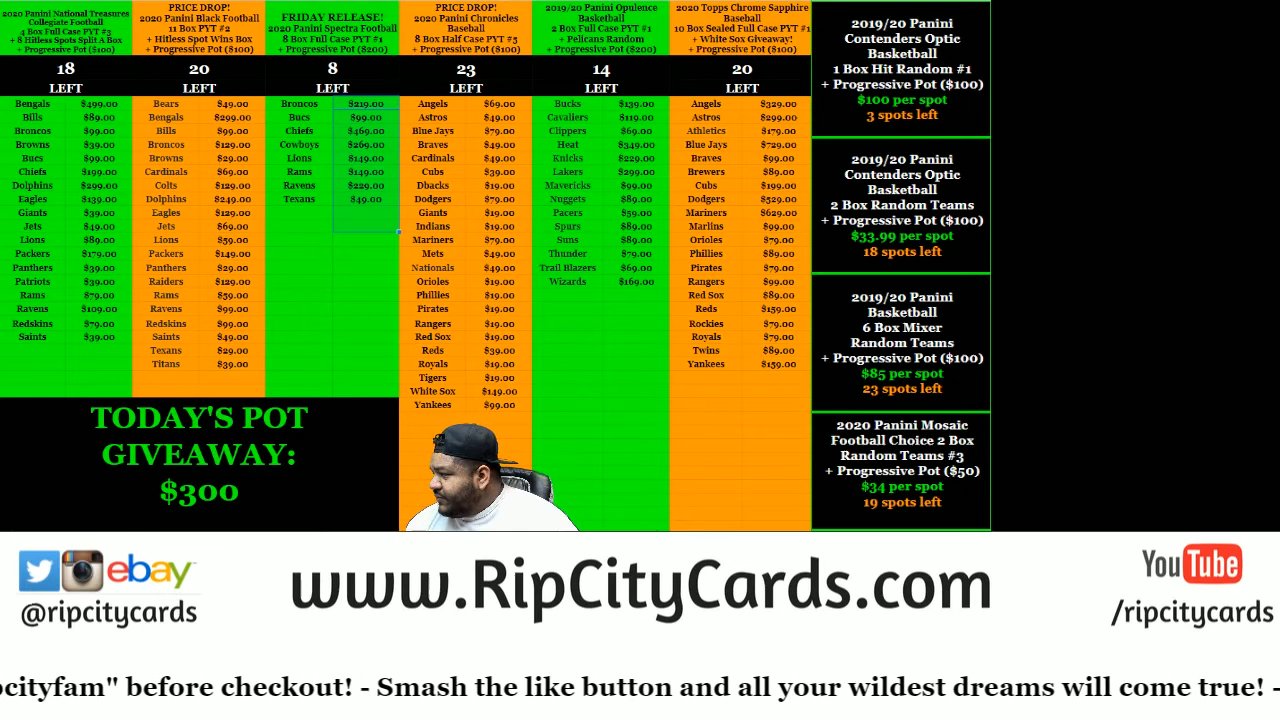 2020 Panini National Treasures
Collegiate Football
4 Box Full Case PYT #3
+ 8 Hitless Spots Split A Box
+ Progressive Pot ($100)
18
LEFT
Bengals $499.00
Bills $89.00
Broncos $99.00
Browns $39.00
Bucs $99.00
Chiefs $199.00
Dolphins $299.00
Eagles $139.00
Giants $39.00
Jets $49.00
Lions $89.00
Packers $179.00
Panthers $39.00
Patriots $39.00
Rams $79.00
Ravens $109.00
Redskins $79.00
Saints $39.00
PRICE DROP!
2020 Panini Black Football
11 Box PYT #2
+ Hitless Spot Wins Box
+ Progressive Pot ($100)
20
LEFT
Bears $49.00
Bengals $299.00
Bills $99.00
Broncos $129.00
Browns $29.00
Cardinals $69.00
Colts $129.00
Dolphins $249.00
Eagles $129.00
Jets $69.00
Lions $59.00
Packers $149.00
Panthers $29.00
Raiders $129.00
Rams $59.00
Ravens $99.00
Redskins $99.00
Saints $49.00
Texans $29.00
Titans $39.00
FRIDAY RELEASE!
2020 Panini Spectra Football
8 Box Full Case PYT #1
+ Progressive Pot ($200)
8
LEFT
Broncos $219.00
Bucs $99.00
Chiefs $469.00
Cowboys $269.00
Lions $149.00
Rams $149.00
Ravens $229.00
Texans $49.00
PRICE DROP!
2020 Panini Chronicles
Baseball
8 Box Half Case PYT #5
+ Progressive Pot ($100)
23
LEFT
Angels $69.00
Astros $49.00
Blue Jays $79.00
Braves $49.00
Cardinals $49.00
Cubs $39.00
Dbacks $19.00
Dodgers $79.00
Giants $19.00
Indians $19.00
Mariners $79.00
Mets $49.00
Nationals $49.00
Orioles $19.00
Phillies $19.00
Pirates $19.00
Rangers $19.00
Red Sox $19.00
Reds $39.00
Royals $19.00
Tigers $19.00
White Sox $149.00
Yankees $99.00
2019/20 Panini Opulence
Basketball
2 Box Full Case PYT #1
+ Pelicans Random
+ Progressive Pot ($200)
14
LEFT
Bucks $139.00
Cavaliers $119.00
Clippers $69.00
Heat $349.00
Knicks $229.00
Lakers $299.00
Mavericks $99.00
Nuggets $89.00
Pacers $59.00
Spurs $89.00
Suns $89.00
Thunder $79.00
Trail Blazers $69.00
Wizards $169.00
2020 Topps Chrome Sapphire
Baseball
10 Box Sealed Full Case PYT #1
+ White Sox Giveaway!
+ Progressive Pot ($100)
20
LEFT
Angels $329.00
Astros $299.00
Athletics $179.00
Blue Jays $729.00
Braves $99.00
Brewers $89.00
Cubs $199.00
Dodgers $529.00
Mariners $629.00
Marlins $99.00
Orioles $79.00
Phillies $89.00
Pirates $79.00
Rangers $99.00
Red Sox $89.00
Reds $159.00
Rockies $79.00
Royals $79.00
Twins $89.00
Yankees $159.00
2019/20 Panini
Contenders Optic
Basketball
1 Box Hit Random #1
+ Progressive Pot ($100)
$100 per spot
3 spots left
2019/20 Panini
Contenders Optic
Basketball
2 Box Random Teams
+ Progressive Pot ($100)
$33.99 per spot
18 spots left
2019/20 Panini
Basketball
6 Box Mixer
Random Teams
+ Progressive Pot ($100)
$85 per spot
23 spots left
2020 Panini Mosaic
Football Choice 2 Box
Random Teams #3
+ Progressive Pot ($50)
$34 per spot
19 spots left
TODAY'S POT
GIVEAWAY:
$300
ebay
@ripcitycards
www.RipCityCards.com
YouTube
/ripcitycards
ocityfam" before checkout! - Smash the like button and all your wildest dreams will come true! -